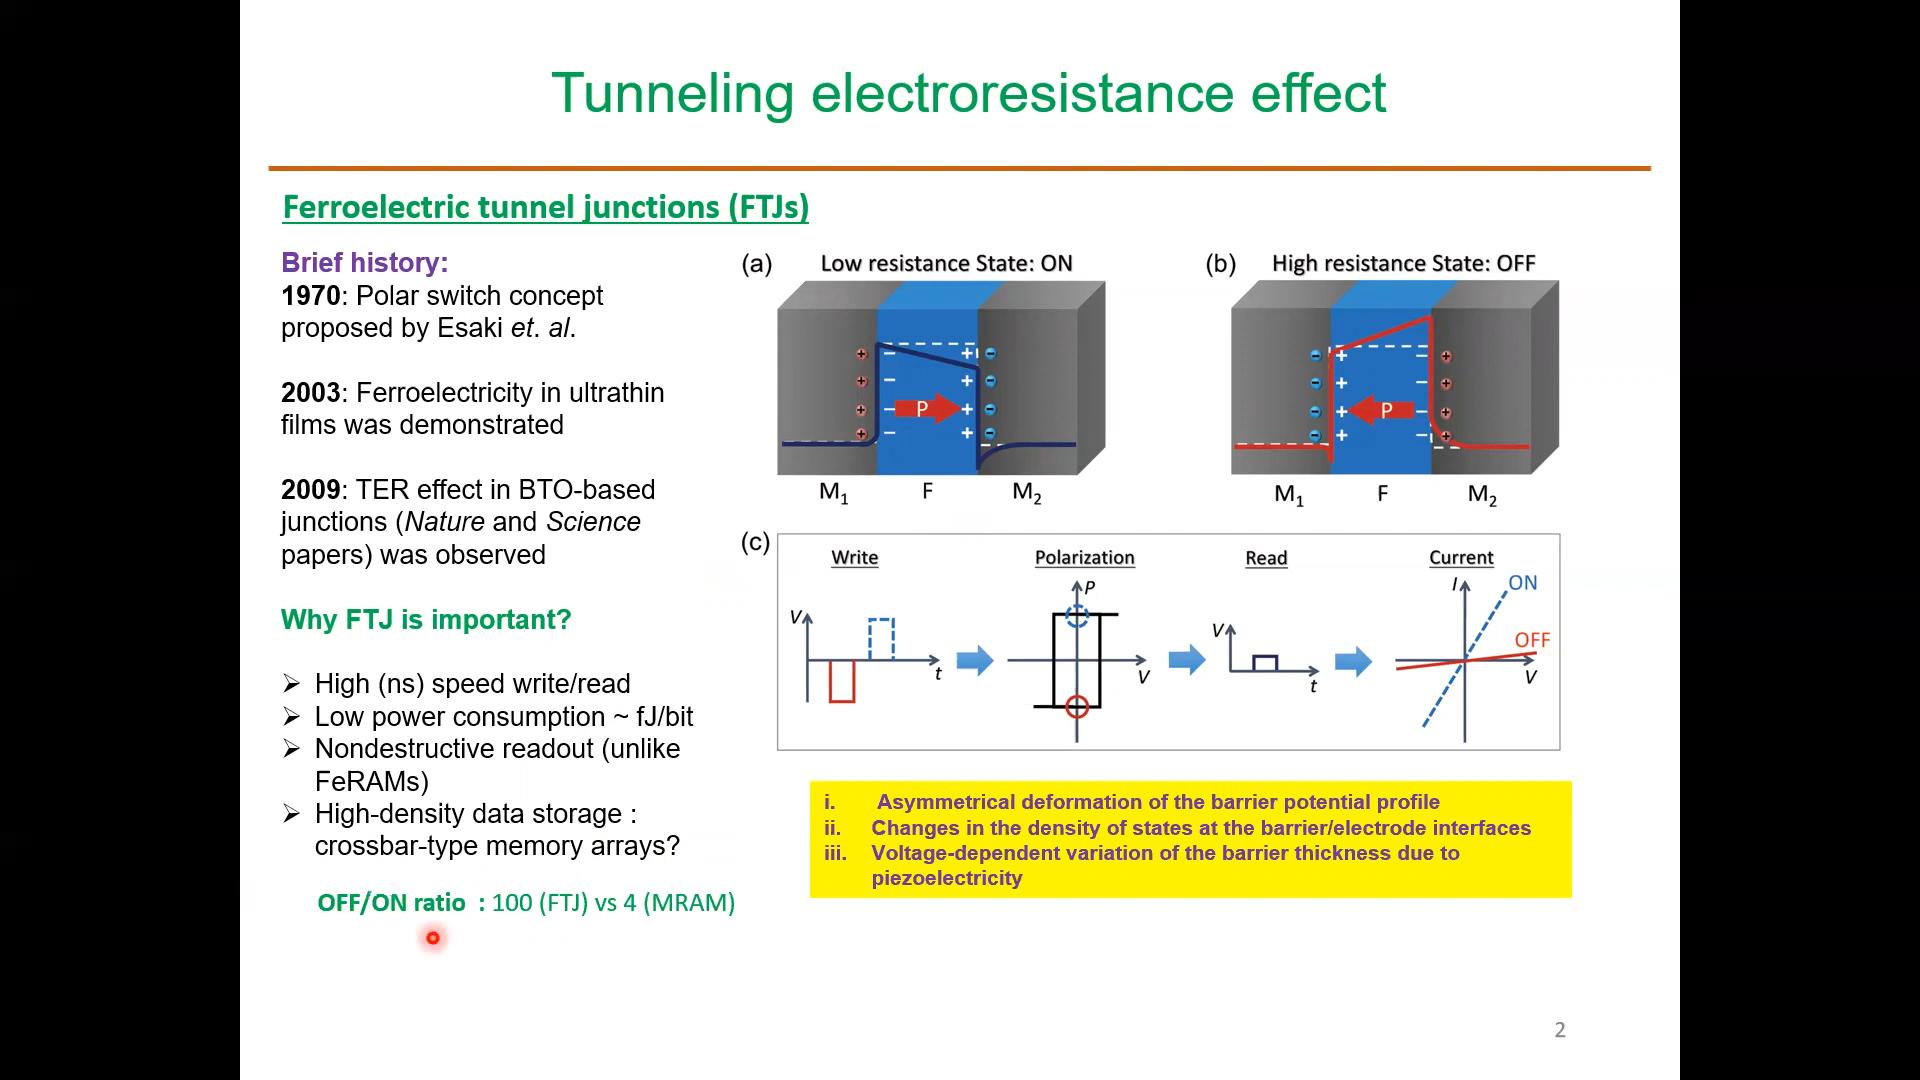 Tunneling electroresistance effect
Ferroelectric tunnel junctions (FTJs)
Brief history:
1970: Polar switch concept
proposed by Esaki et. al.
2003: Ferroelectricity in ultrathin
films was demonstrated
2009: TER effect in BTO-based
junctions (Nature and Science
papers) was observed
Why FTJ is important?
➢ High (ns) speed write/read
➢ Low power consumption ~ fJ/bit
➢ Nondestructive readout (unlike
FeRAMs)
➢ High-density data storage :
crossbar-type memory arrays?
OFF/ON ratio : 100 (FTJ) vs 4 (MRAM)
(a) Low resistance State: ON
+ − + −
+ − + −
+ − P + −
+ − + −
M₁ F M₂
(b) High resistance State: OFF
− + − +
− + − +
− + P − +
− + − +
M₁ F M₂
(c)
Write Polarization Read Current
V t
P V
V t
I ON
OFF
V
i. Asymmetrical deformation of the barrier potential profile
ii. Changes in the density of states at the barrier/electrode interfaces
iii. Voltage-dependent variation of the barrier thickness due to
piezoelectricity
2